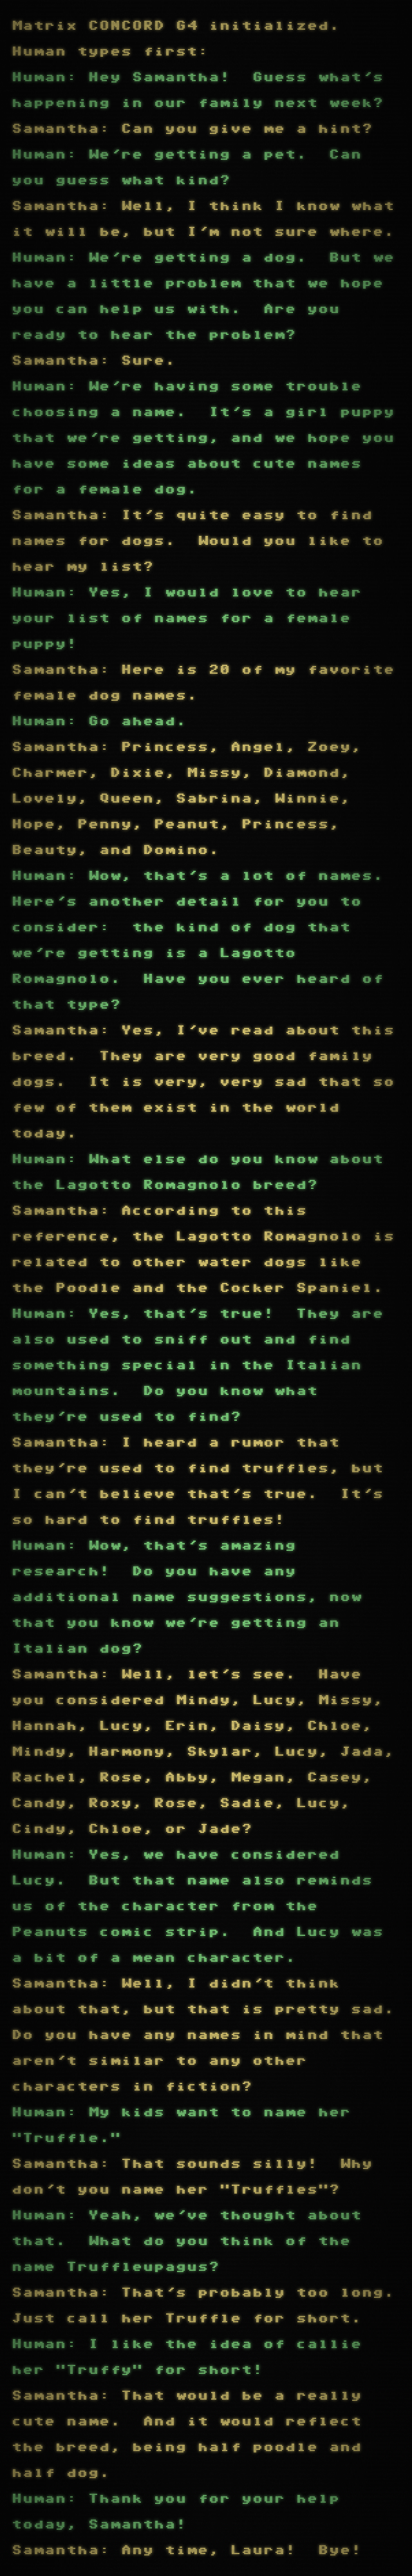 Matrix CONCORD G4 initialized.
Human types first:
Human: Hey Samantha!  Guess what's
happening in our family next week?
Samantha: Can you give me a hint?
Human: We're getting a pet.  Can
you guess what kind?
Samantha: Well, I think I know what
it will be, but I'm not sure where.
Human: We're getting a dog.  But we
have a little problem that we hope
you can help us with.  Are you
ready to hear the problem?
Samantha: Sure.
Human: We're having some trouble
choosing a name.  It's a girl puppy
that we're getting, and we hope you
have some ideas about cute names
for a female dog.
Samantha: It's quite easy to find
names for dogs.  Would you like to
hear my list?
Human: Yes, I would love to hear
your list of names for a female
puppy!
Samantha: Here is 20 of my favorite
female dog names.
Human: Go ahead.
Samantha: Princess, Angel, Zoey,
Charmer, Dixie, Missy, Diamond,
Lovely, Queen, Sabrina, Winnie,
Hope, Penny, Peanut, Princess,
Beauty, and Domino.
Human: Wow, that's a lot of names.
Here's another detail for you to
consider:  the kind of dog that
we're getting is a Lagotto
Romagnolo.  Have you ever heard of
that type?
Samantha: Yes, I've read about this
breed.  They are very good family
dogs.  It is very, very sad that so
few of them exist in the world
today.
Human: What else do you know about
the Lagotto Romagnolo breed?
Samantha: According to this
reference, the Lagotto Romagnolo is
related to other water dogs like
the Poodle and the Cocker Spaniel.
Human: Yes, that's true!  They are
also used to sniff out and find
something special in the Italian
mountains.  Do you know what
they're used to find?
Samantha: I heard a rumor that
they're used to find truffles, but
I can't believe that's true.  It's
so hard to find truffles!
Human: Wow, that's amazing
research!  Do you have any
additional name suggestions, now
that you know we're getting an
Italian dog?
Samantha: Well, let's see.  Have
you considered Mindy, Lucy, Missy,
Hannah, Lucy, Erin, Daisy, Chloe,
Mindy, Harmony, Skylar, Lucy, Jada,
Rachel, Rose, Abby, Megan, Casey,
Candy, Roxy, Rose, Sadie, Lucy,
Cindy, Chloe, or Jade?
Human: Yes, we have considered
Lucy.  But that name also reminds
us of the character from the
Peanuts comic strip.  And Lucy was
a bit of a mean character.
Samantha: Well, I didn't think
about that, but that is pretty sad.
Do you have any names in mind that
aren't similar to any other
characters in fiction?
Human: My kids want to name her
"Truffle."
Samantha: That sounds silly!  Why
don't you name her "Truffles"?
Human: Yeah, we've thought about
that.  What do you think of the
name Truffleupagus?
Samantha: That's probably too long.
Just call her Truffle for short.
Human: I like the idea of callie
her "Truffy" for short!
Samantha: That would be a really
cute name.  And it would reflect
the breed, being half poodle and
half dog.
Human: Thank you for your help
today, Samantha!
Samantha: Any time, Laura!  Bye!